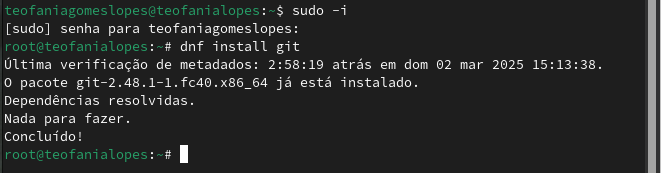 teofaniagomeslopes@teofanialopes:~$ sudo -i
[sudo] senha para teofaniagomeslopes:
root@teofanialopes:~# dnf install git
Última verificação de metadados: 2:58:19 atrás em dom 02 mar 2025 15:13:38.
O pacote git-2.48.1-1.fc40.x86_64 já está instalado.
Dependências resolvidas.
Nada para fazer.
Concluído!
root@teofanialopes:~#